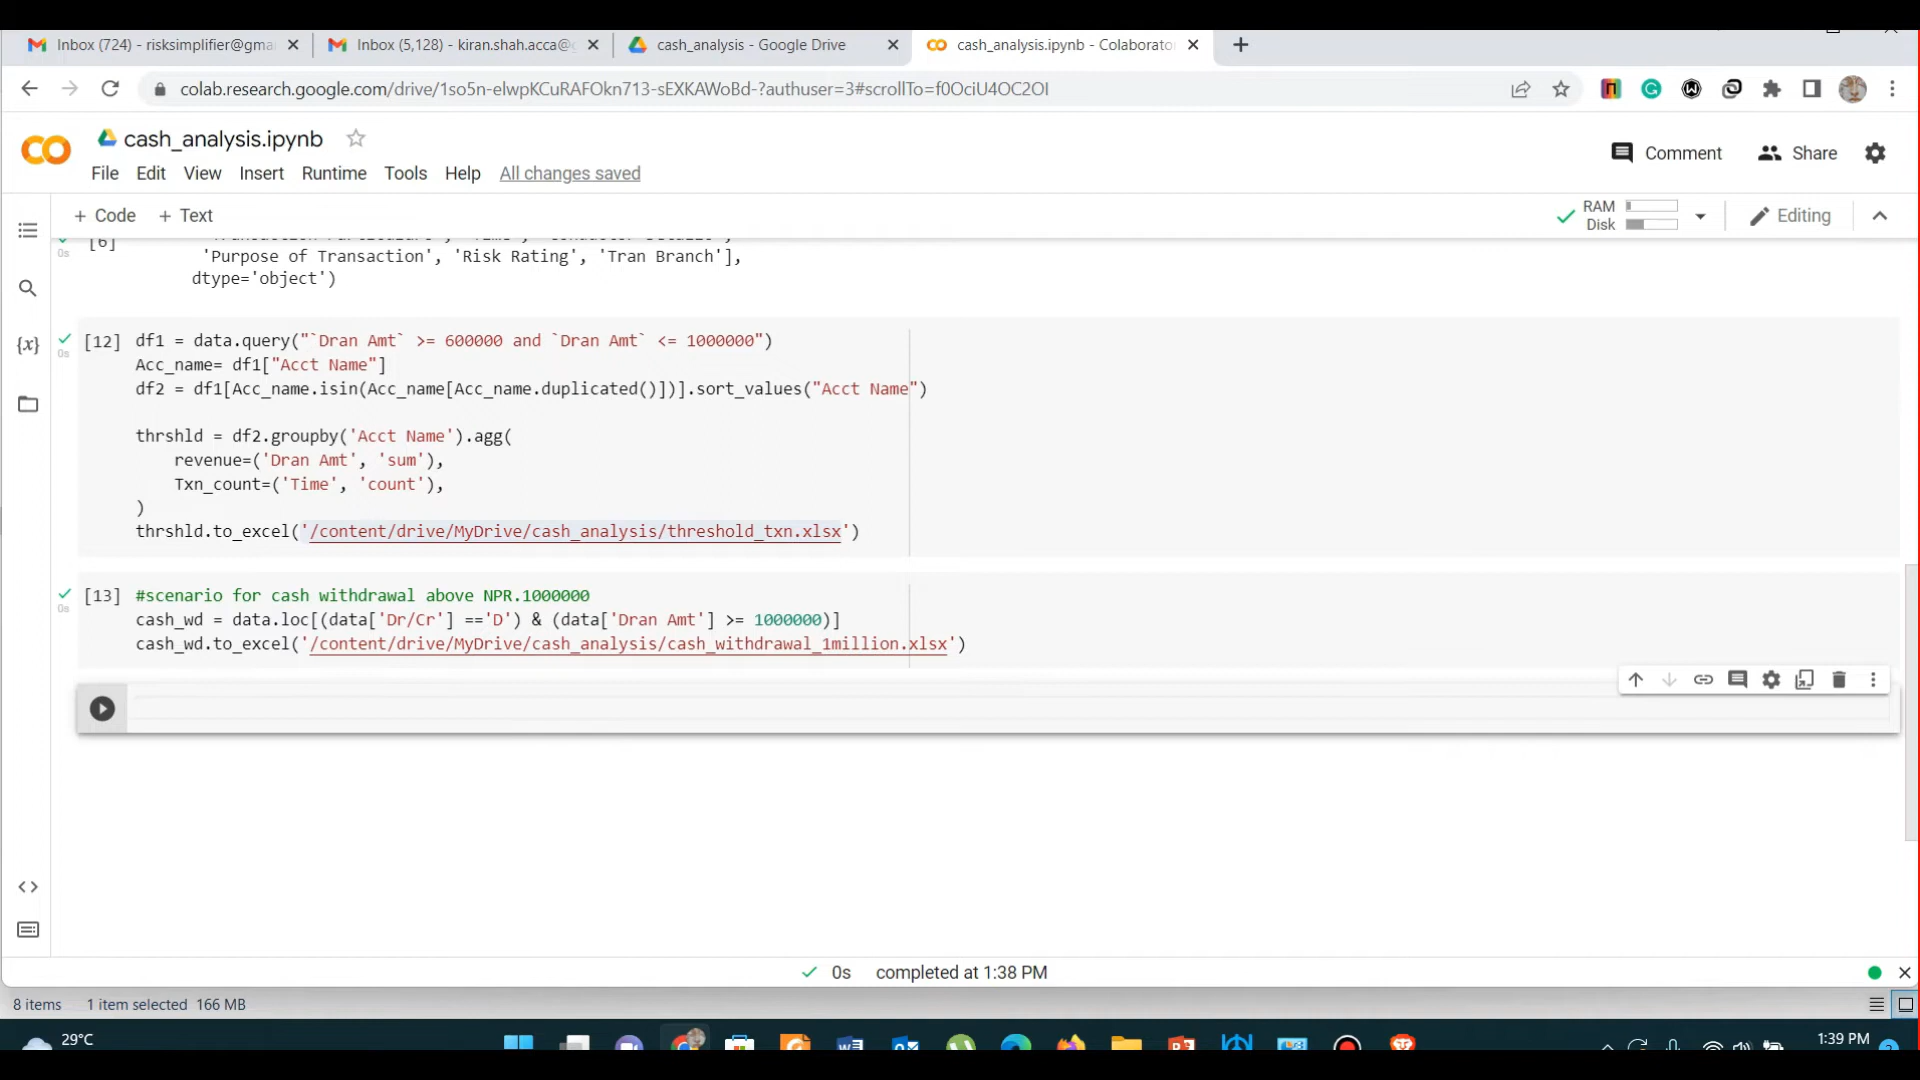 Inbox (724) - risksimplifier@gma
Inbox (5,128) - kiran.shah.acca@g
cash_analysis - Google Drive
cash_analysis.ipynb - Colaborato
colab.research.google.com/drive/1so5n-elwpKCuRAFOkn713-sEXKAWoBd-?authuser=3#scrollTo=f0OciU4OC2OI
cash_analysis.ipynb
Comment
Share
File Edit View Insert Runtime Tools Help All changes saved
+ Code + Text
RAM
Disk
Editing
[6]
0s
'Purpose of Transaction', 'Risk Rating', 'Tran Branch'],
dtype='object')
[12] df1 = data.query("`Dran Amt` >= 600000 and `Dran Amt` <= 1000000")
0s
Acc_name= df1["Acct Name"]
df2 = df1[Acc_name.isin(Acc_name[Acc_name.duplicated()])].sort_values("Acct Name")
thrshld = df2.groupby('Acct Name').agg(
revenue=('Dran Amt', 'sum'),
Txn_count=('Time', 'count'),
)
thrshld.to_excel('/content/drive/MyDrive/cash_analysis/threshold_txn.xlsx')
[13] #scenario for cash withdrawal above NPR.1000000
0s
cash_wd = data.loc[(data['Dr/Cr'] =='D') & (data['Dran Amt'] >= 1000000)]
cash_wd.to_excel('/content/drive/MyDrive/cash_analysis/cash_withdrawal_1million.xlsx')
0s completed at 1:38 PM
8 items 1 item selected 166 MB
29°C
1:39 PM